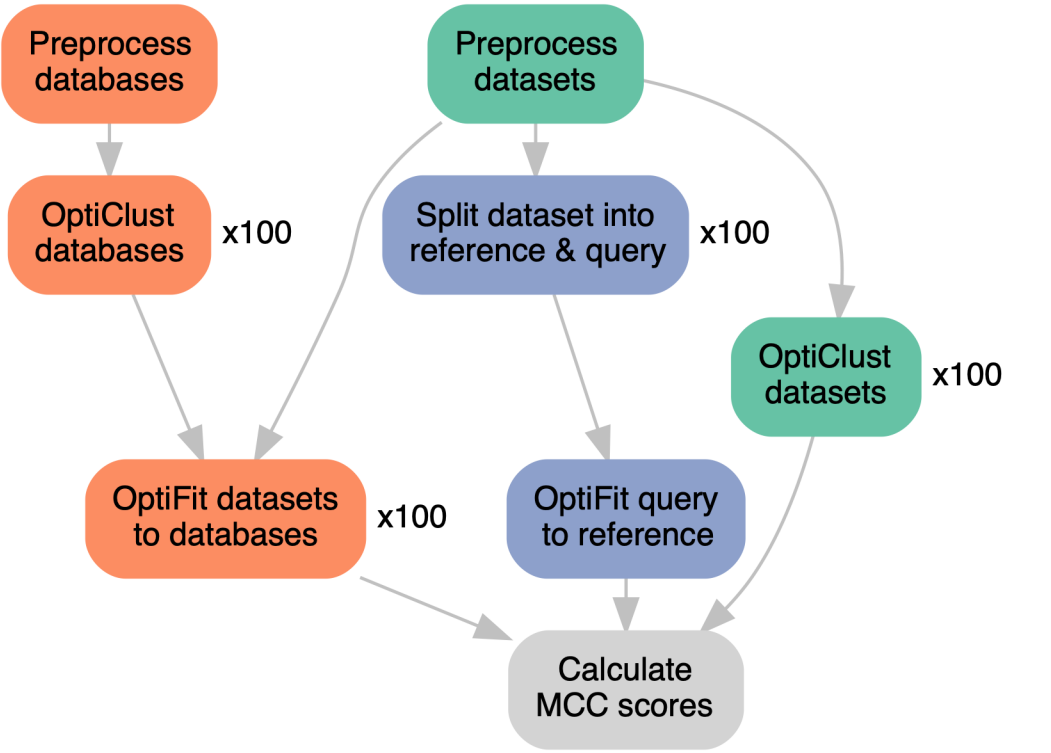 Preprocess
databases
Preprocess
datasets
OptiClust
databases
x100
Split dataset into
reference & query
x100
OptiClust
datasets
x100
OptiFit datasets
to databases
x100
OptiFit query
to reference
Calculate
MCC scores